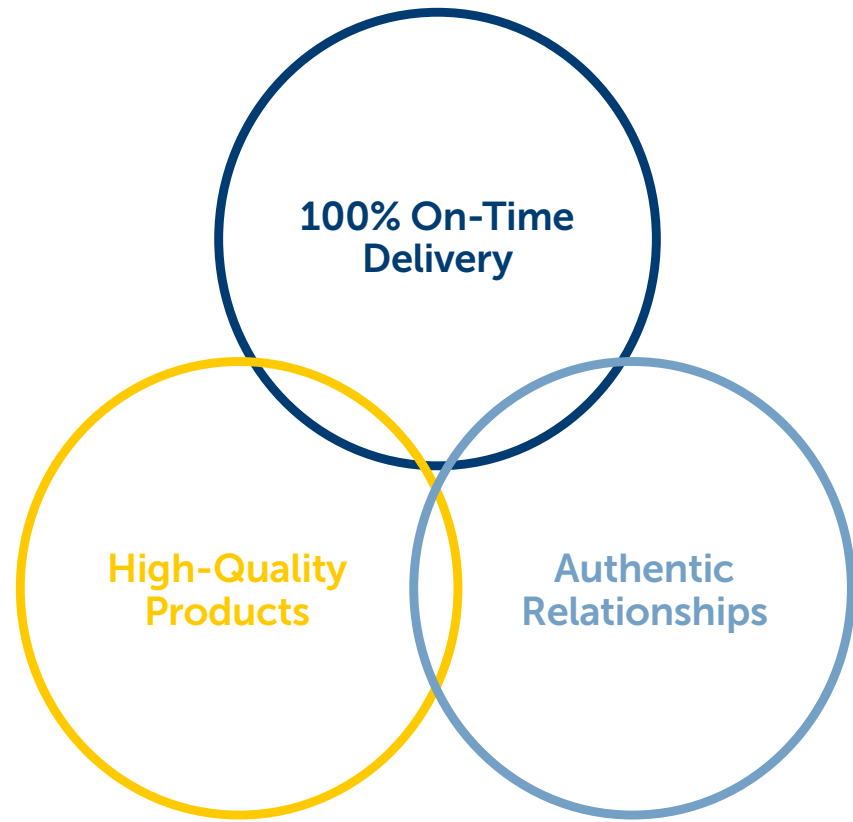 100% On-Time
Delivery
High-Quality
Products
Authentic
Relationships